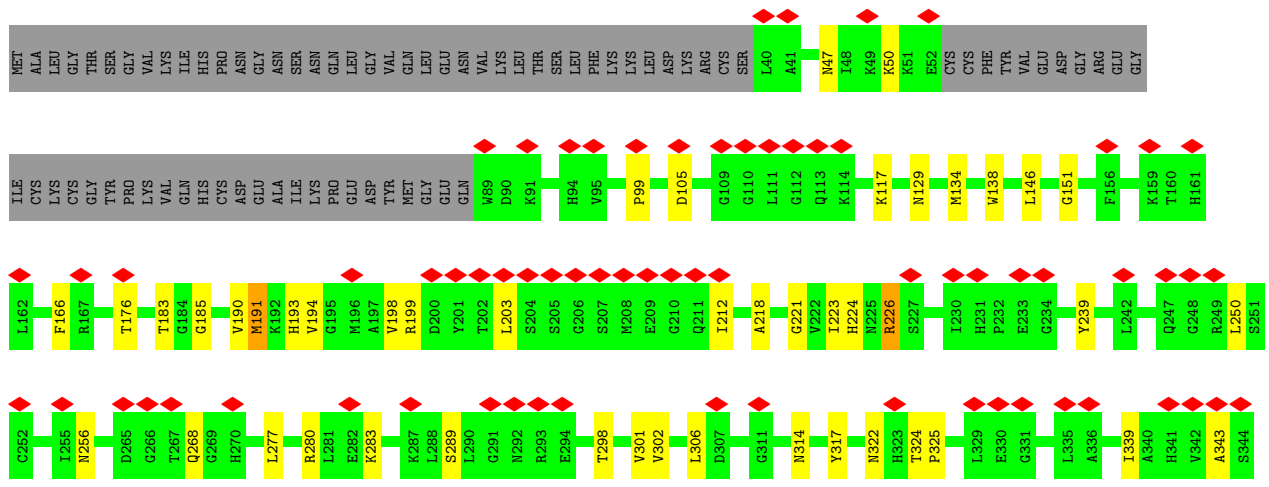 MET ALA LEU GLY THR SER GLY VAL LYS ILE HIS PRO ASN GLY ASN SER ASN GLN LEU GLY VAL GLN LEU GLU ASN VAL LYS LEU THR SER LEU PHE LYS LYS LEU ASP LYS ARG CYS SER L40 A41 N47 I48 K49 K50 K51 E52 CYS CYS PHE TYR VAL GLU ASP GLY ARG GLU GLY
ILE CYS LYS CYS GLY TYR PRO LYS VAL GLN HIS CYS ASP GLU ALA ILE LYS PRO GLU ASP TYR MET GLY GLU GLN W89 D90 K91 H94 V95 P99 D105 G109 G110 L111 G112 Q113 K114 K117 N129 M134 W138 L146 G151 F156 K159 T160 H161
L162 F166 R167 T176 T183 G184 G185 V190 M191 K192 H193 V194 G195 M196 A197 V198 R199 D200 Y201 T202 L203 S204 S205 G206 S207 M208 E209 G210 Q211 I212 A218 G221 V222 I223 H224 N225 R226 S227 I230 H231 P232 E233 G234 Y239 L242 Q247 G248 R249 L250 S251
C252 I255 N256 D265 G266 T267 Q268 G269 H270 L277 R280 L281 E282 K283 K287 L288 S289 L290 G291 N292 R293 E294 T298 V301 V302 L306 D307 G311 N314 Y317 N322 H323 T324 P325 L329 E330 G331 L335 A336 I339 A340 H341 V342 A343 S344